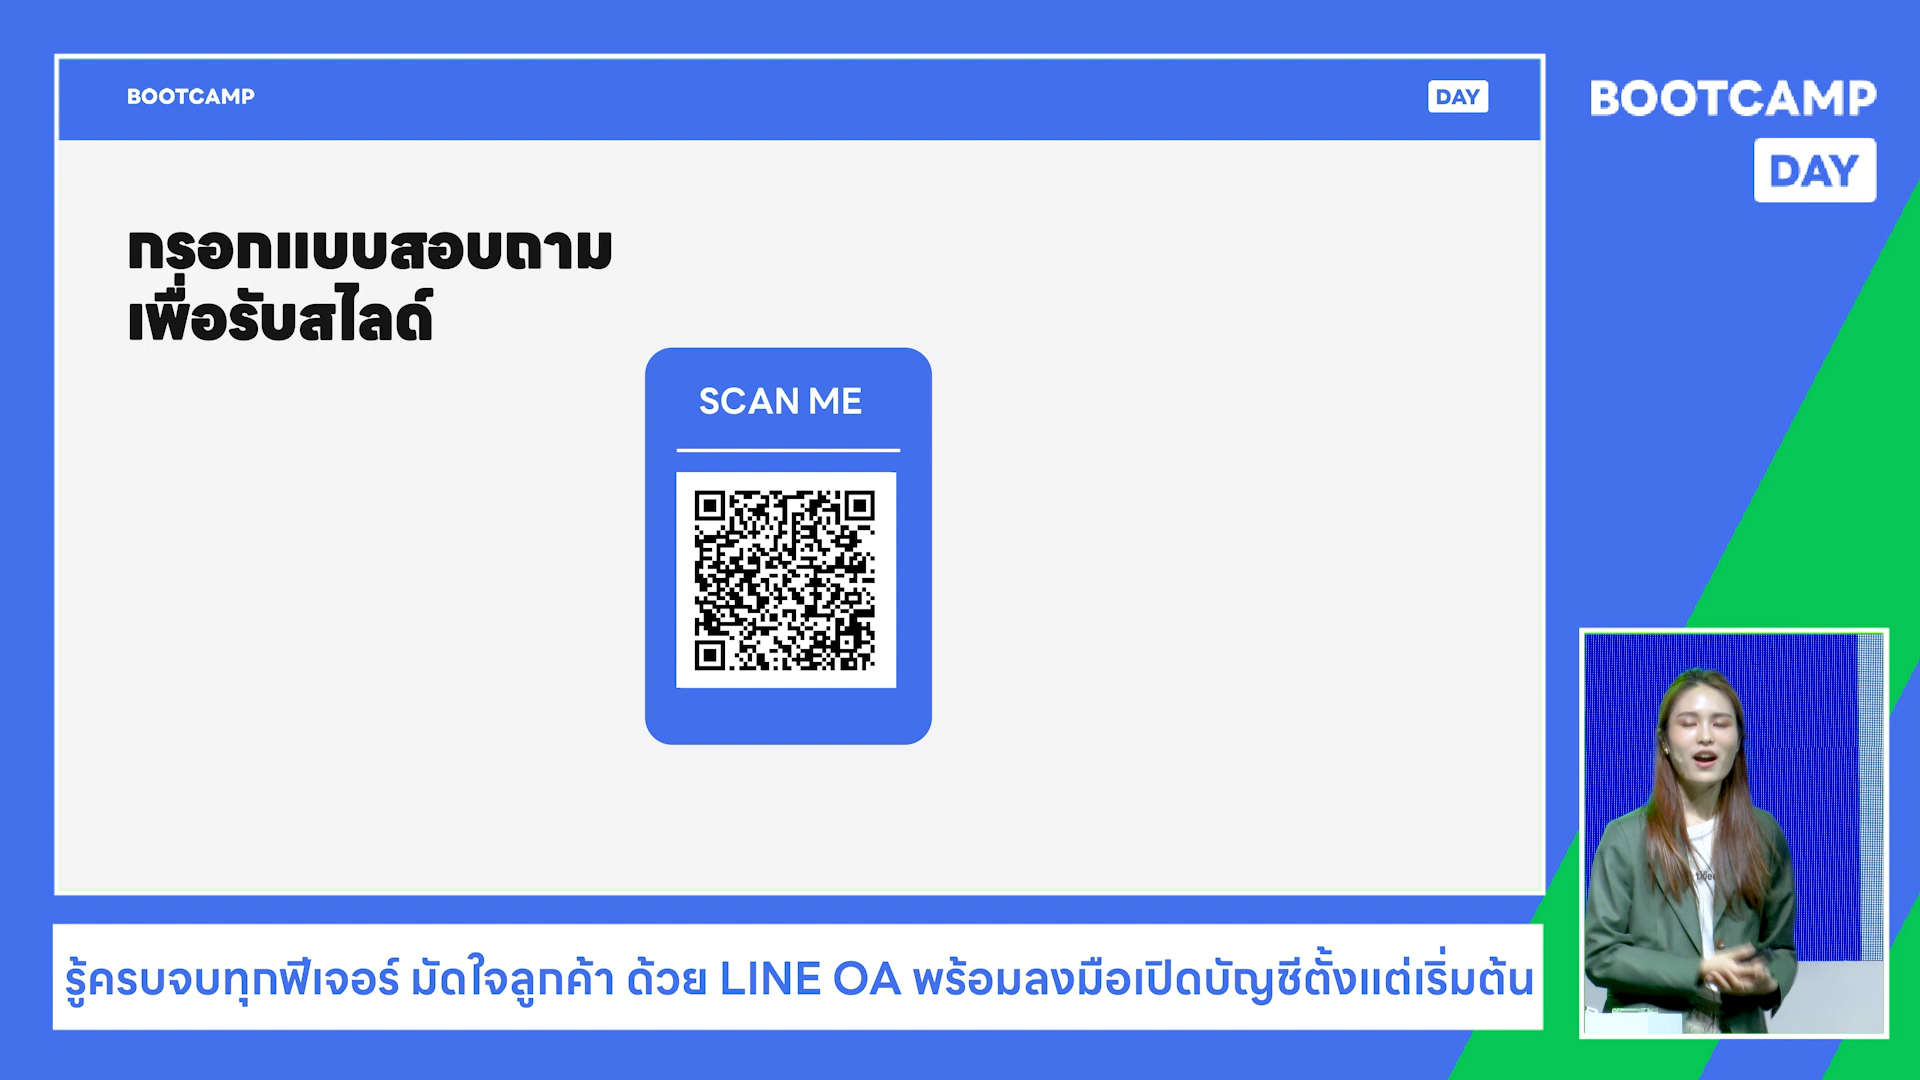 BOOTCAMP
DAY
กรอกแบบสอบถาม
เพื่อรับสไลด์
SCAN ME
BOOTCAMP
DAY
รู้ครบจบทุกฟีเจอร์ มัดใจลูกค้า ด้วย LINE OA พร้อมลงมือเปิดบัญชีตั้งแต่เริ่มต้น